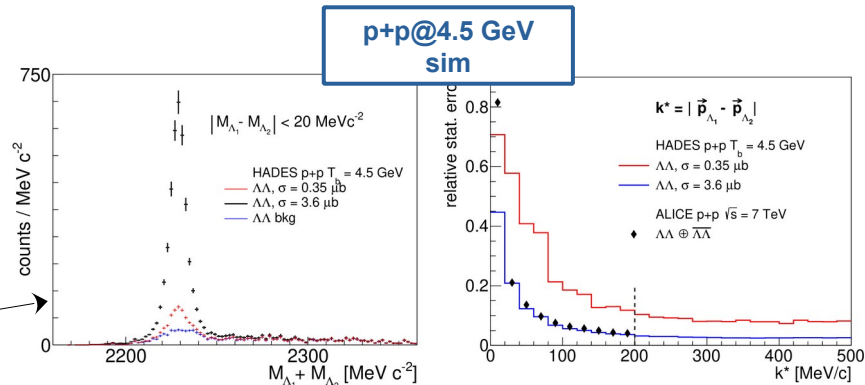 p+p@4.5 GeV
sim
750
counts / MeV c⁻²
0
2200
2300
M_Λ₁ + M_Λ₂ [MeV c⁻²]
|M_Λ₁ - M_Λ₂| < 20 MeVc⁻²
HADES p+p T_b = 4.5 GeV
ΛΛ, σ = 0.35 μb
ΛΛ, σ = 3.6 μb
ΛΛ bkg
relative stat. error
0.8
0.6
0.4
0.2
0
0
100
200
300
400
500
k* [MeV/c]
k* = | p⃗_Λ₁ - p⃗_Λ₂ |
HADES p+p T_b = 4.5 GeV
ΛΛ, σ = 0.35 μb
ΛΛ, σ = 3.6 μb
ALICE p+p √s = 7 TeV
ΛΛ ⊕ Λ̅Λ̅